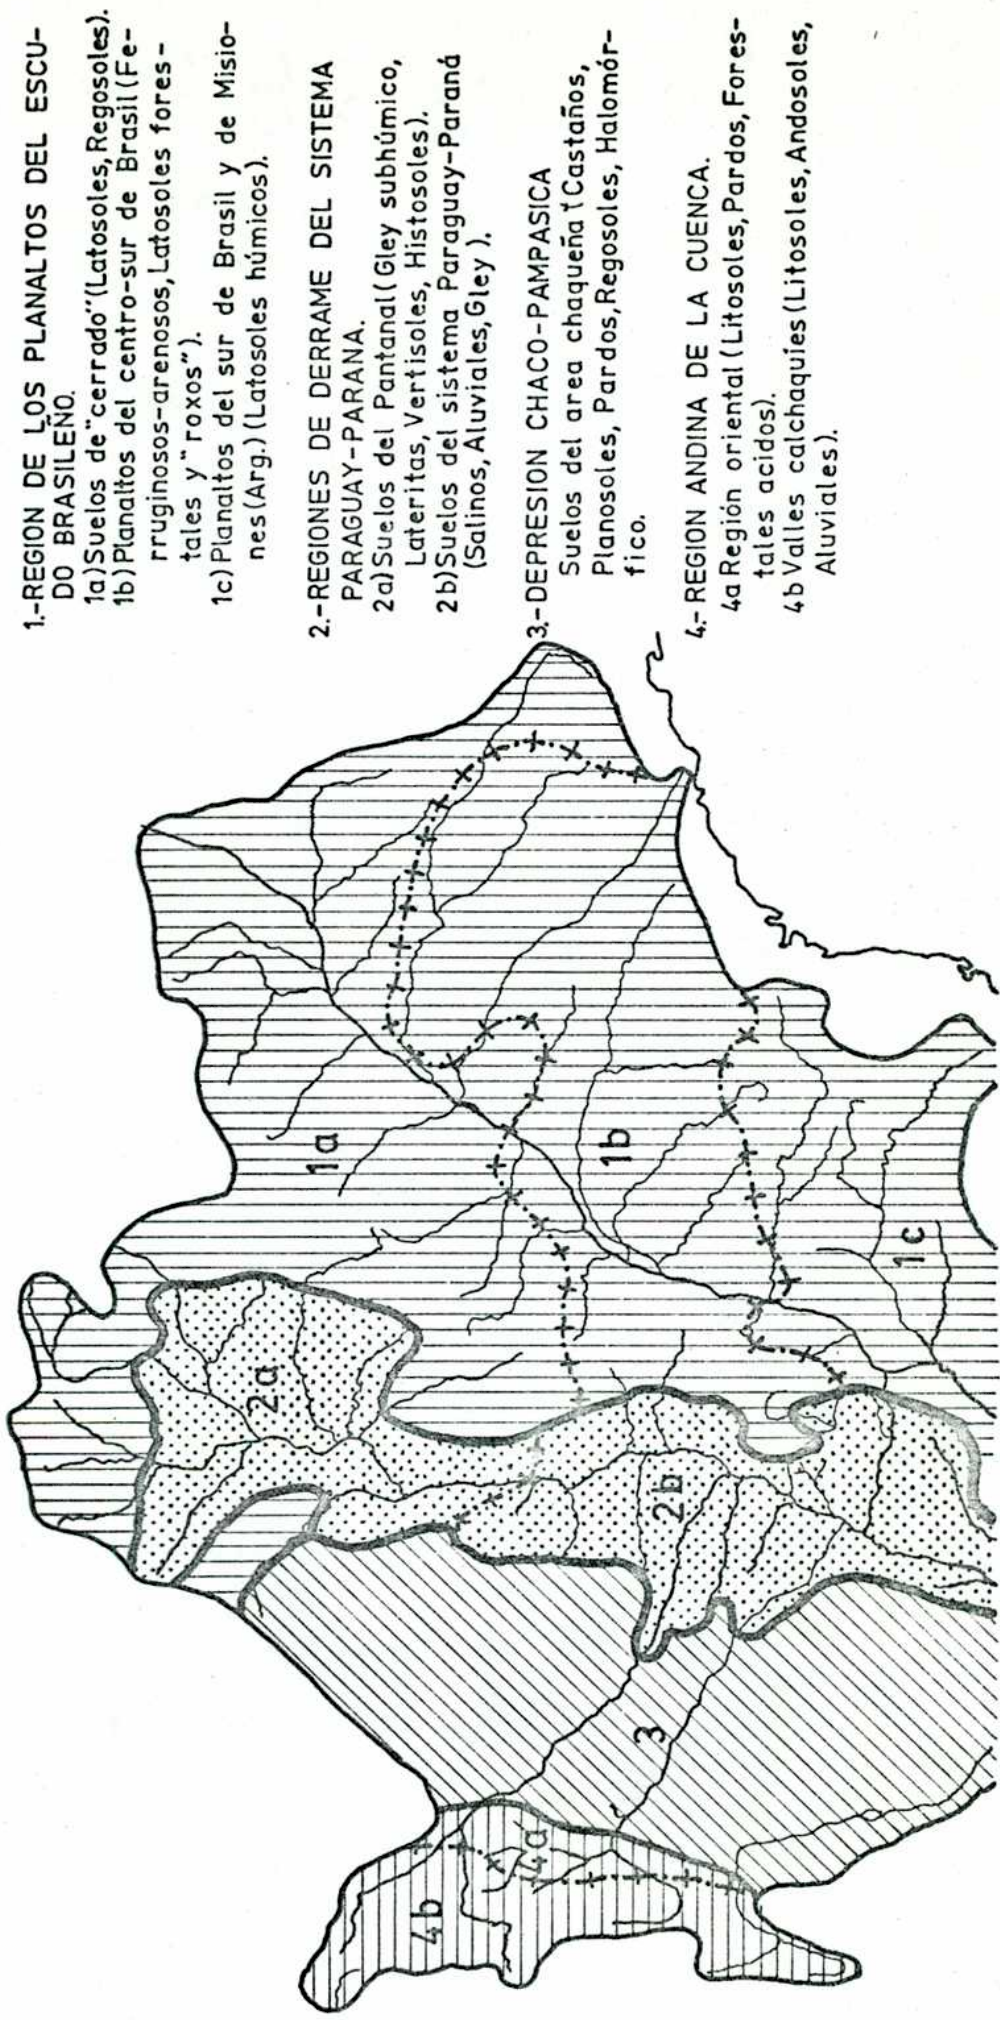 1.-REGION DE LOS PLANALTOS DEL ESCU-
DO BRASILEÑO.
1a)Suelos de "cerrado" (Latosoles, Regosoles).
1b)Planaltos del centro-sur de Brasil (Fe-
rruginosos-arenosos, Latosoles fores-
tales y "roxos").
1c) Planaltos del sur de Brasil y de Misio-
nes (Arg.) (Latosoles húmicos).
2.-REGIONES DE DERRAME DEL SISTEMA
PARAGUAY-PARANA.
2a)Suelos del Pantanal (Gley subhúmico,
Lateritas, Vertisoles, Histosoles).
2b)Suelos del sistema Paraguay-Paraná
(Salinos, Aluviales, Gley).
3.-DEPRESION CHACO-PAMPASICA
Suelos del area chaqueña (Castaños,
Planosoles, Pardos, Regosoles, Halomór-
fico.
4.- REGION ANDINA DE LA CUENCA.
4a Región oriental (Litosoles, Pardos, Fores-
tales acidos).
4b Valles calchaquíes (Litosoles, Andosoles,
Aluviales).
1a
1b
1c
2a
2b
3
4a
4b